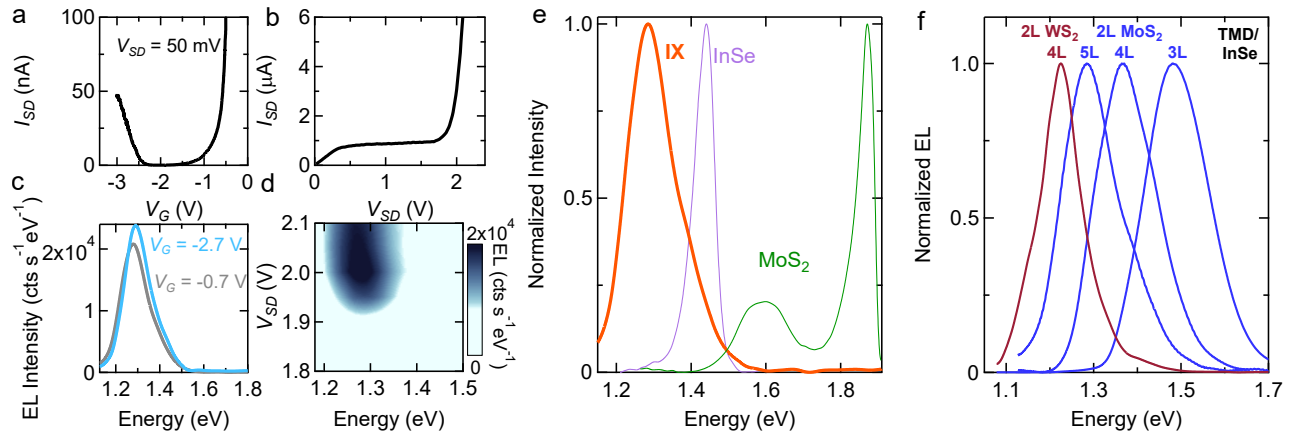 a
100
50
0
I_SD (nA)
V_SD = 50 mV
-3
-2
-1
0
V_G (V)
b
6
4
2
0
I_SD (µA)
0
1
2
V_SD (V)
c
EL Intensity (cts s⁻¹ eV⁻¹)
2x10⁴
1
0
V_G = -2.7 V
V_G = -0.7 V
1.2
1.4
1.6
1.8
Energy (eV)
d
2.1
2.0
1.9
1.8
V_SD (V)
1.2
1.3
1.4
1.5
Energy (eV)
2x10⁴
0
EL (cts s⁻¹ eV⁻¹)
e
1
0.5
0
Normalized Intensity
IX
InSe
MoS₂
1.2
1.4
1.6
1.8
Energy (eV)
f
1.0
0.5
0
Normalized EL
2L WS₂
2L MoS₂
TMD/
InSe
4L
5L
4L
3L
1.1
1.3
1.5
1.7
Energy (eV)